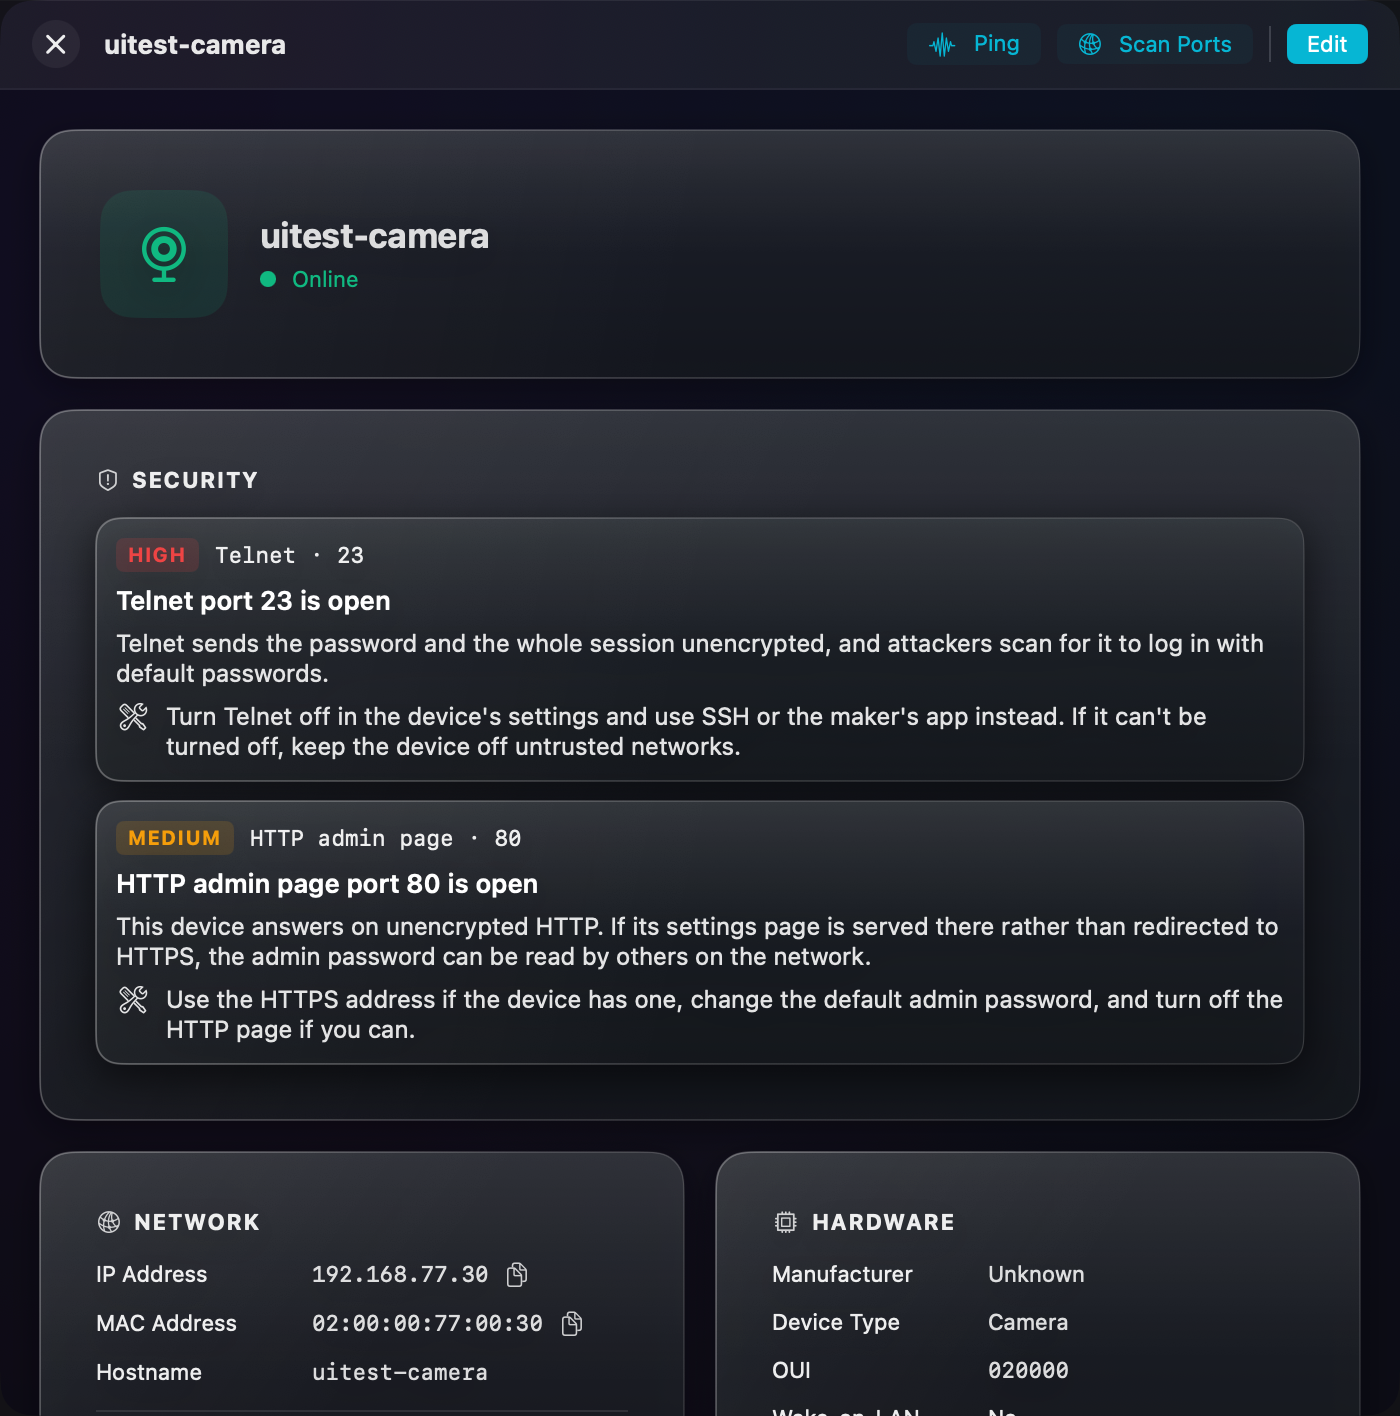 uitest-camera
Ping
Scan Ports
Edit
uitest-camera
Online
SECURITY
HIGH Telnet · 23
Telnet port 23 is open
Telnet sends the password and the whole session unencrypted, and attackers scan for it to log in with
default passwords.
Turn Telnet off in the device's settings and use SSH or the maker's app instead. If it can't be
turned off, keep the device off untrusted networks.
MEDIUM HTTP admin page · 80
HTTP admin page port 80 is open
This device answers on unencrypted HTTP. If its settings page is served there rather than redirected to
HTTPS, the admin password can be read by others on the network.
Use the HTTPS address if the device has one, change the default admin password, and turn off the
HTTP page if you can.
NETWORK
IP Address 192.168.77.30
MAC Address 02:00:00:77:00:30
Hostname uitest-camera
HARDWARE
Manufacturer Unknown
Device Type Camera
OUI 020000
Wake-on-LAN No